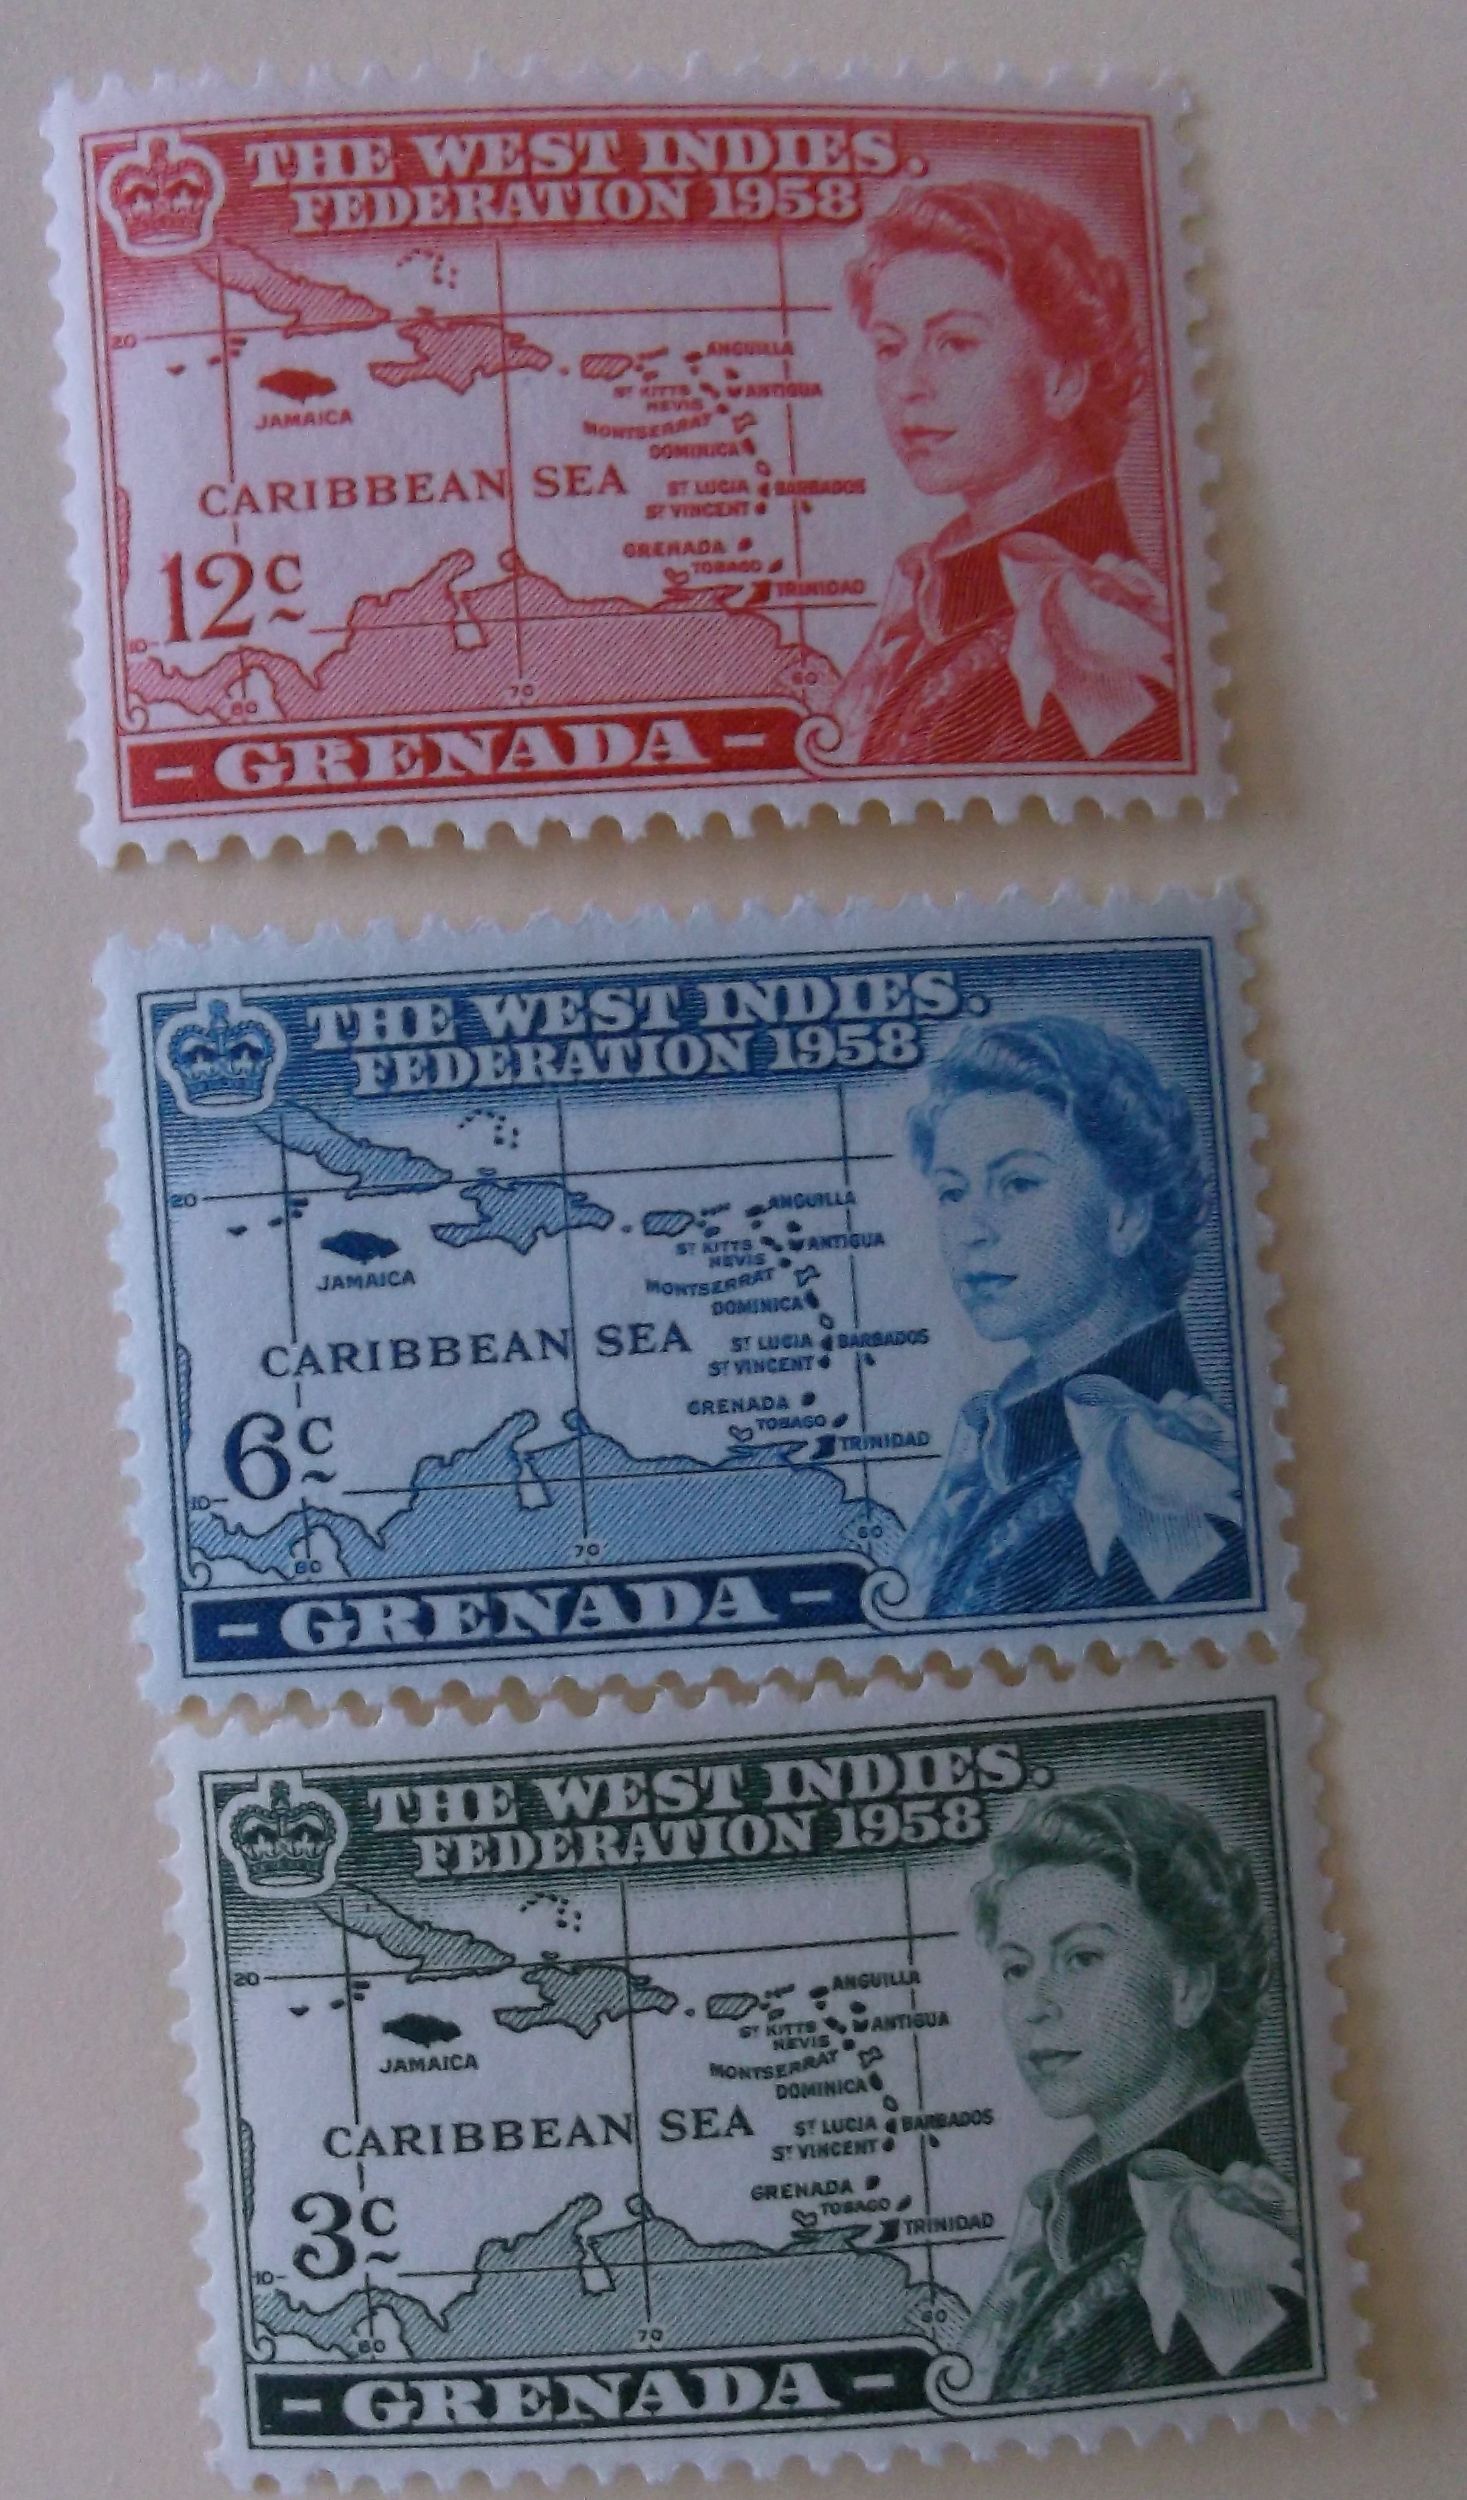 THE WEST INDIES.
FEDERATION 1958
20
ANGUILLA
JAMAICA
ST KITTS
ANTIGUA
NEVIS
MONTSERRAT
DOMINICA
CARIBBEAN SEA
ST LUCIA
BARBADOS
ST VINCENT
GRENADA
12c
TOBAGO
TRINIDAD
10
80
70
60
- GRENADA -
THE WEST INDIES.
FEDERATION 1958
20
ANGUILLA
JAMAICA
ST KITTS
ANTIGUA
NEVIS
MONTSERRAT
DOMINICA
CARIBBEAN SEA
ST LUCIA
BARBADOS
ST VINCENT
GRENADA
6c
TOBAGO
TRINIDAD
10
80
70
60
- GRENADA -
THE WEST INDIES.
FEDERATION 1958
20
ANGUILLA
JAMAICA
ST KITTS
ANTIGUA
NEVIS
MONTSERRAT
DOMINICA
CARIBBEAN SEA
ST LUCIA
BARBADOS
ST VINCENT
GRENADA
3c
TOBAGO
TRINIDAD
10
80
70
60
- GRENADA -